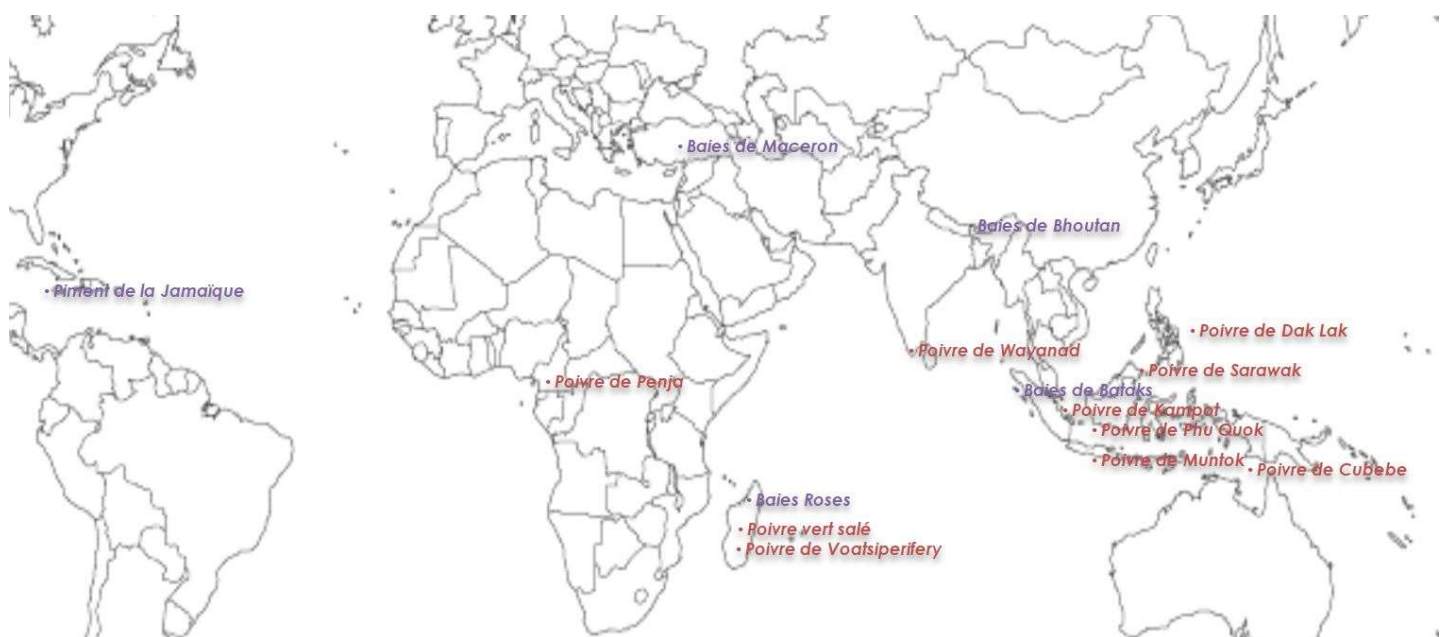 • Baies de Maceron
• Baies de Bhoutan
• Piment de la Jamaïque
• Poivre de Dak Lak
• Poivre de Wayanad
• Poivre de Sarawak
• Poivre de Penja
• Baies de Bataks
• Poivre de Kampot
• Poivre de Phu Quok
• Poivre de Muntok
• Poivre de Cubebe
• Baies Roses
• Poivre vert salé
• Poivre de Voatsiperifery